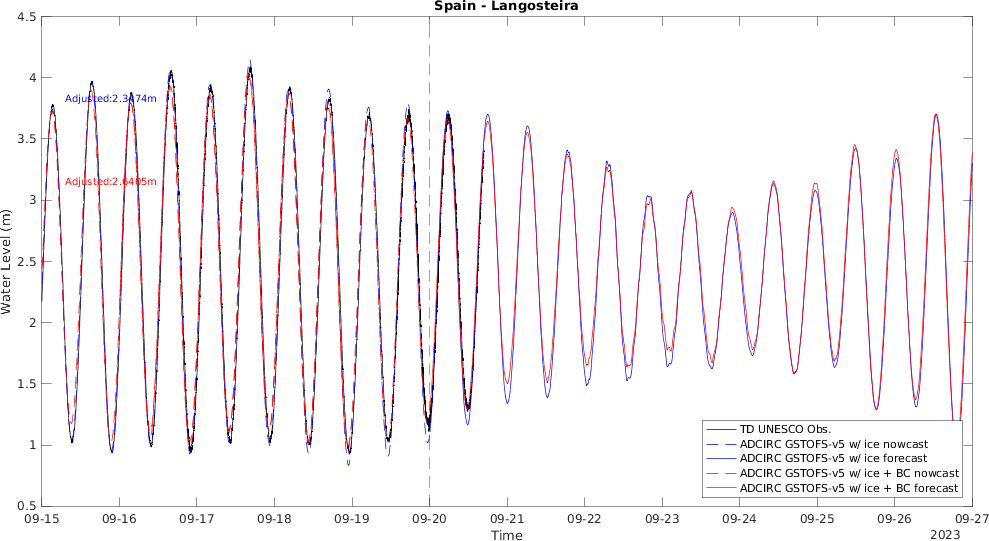 Spain - Langosteira
4.5
4
3.5
3
2.5
2
1.5
1
0.5
Water Level (m)
Adjusted:2.3474m
Adjusted:2.6405m
TD UNESCO Obs.
ADCIRC GSTOFS-v5 w/ ice nowcast
ADCIRC GSTOFS-v5 w/ ice forecast
ADCIRC GSTOFS-v5 w/ ice + BC nowcast
ADCIRC GSTOFS-v5 w/ ice + BC forecast
09-15 09-16 09-17 09-18 09-19 09-20 09-21 09-22 09-23 09-24 09-25 09-26 09-27
Time
2023